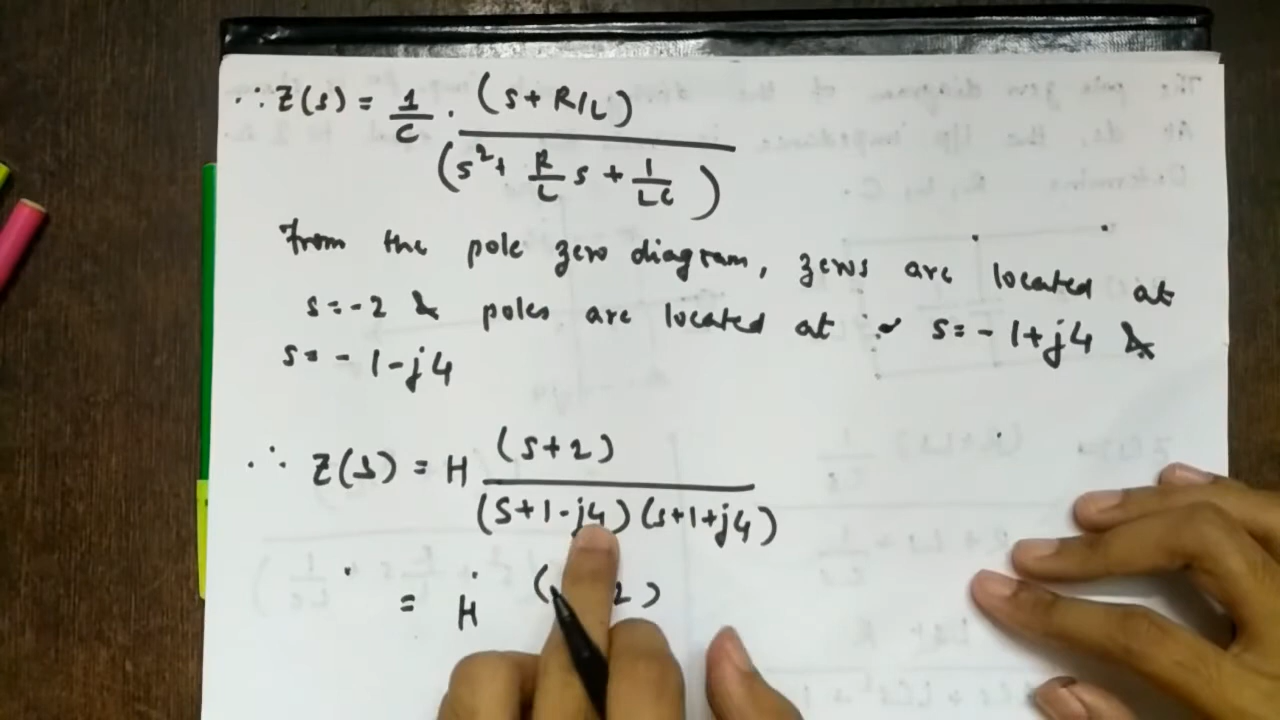 ∴ Z(s) = 1/C · (s + R/L) / (s² + R/L s + 1/LC)
From the pole zero diagram, zeros are located at
s = -2 & poles are located at s = -1+j4 &
s = -1-j4
∴ Z(s) = H (s+2) / (s+1-j4)(s+1+j4)
= H ( 2)